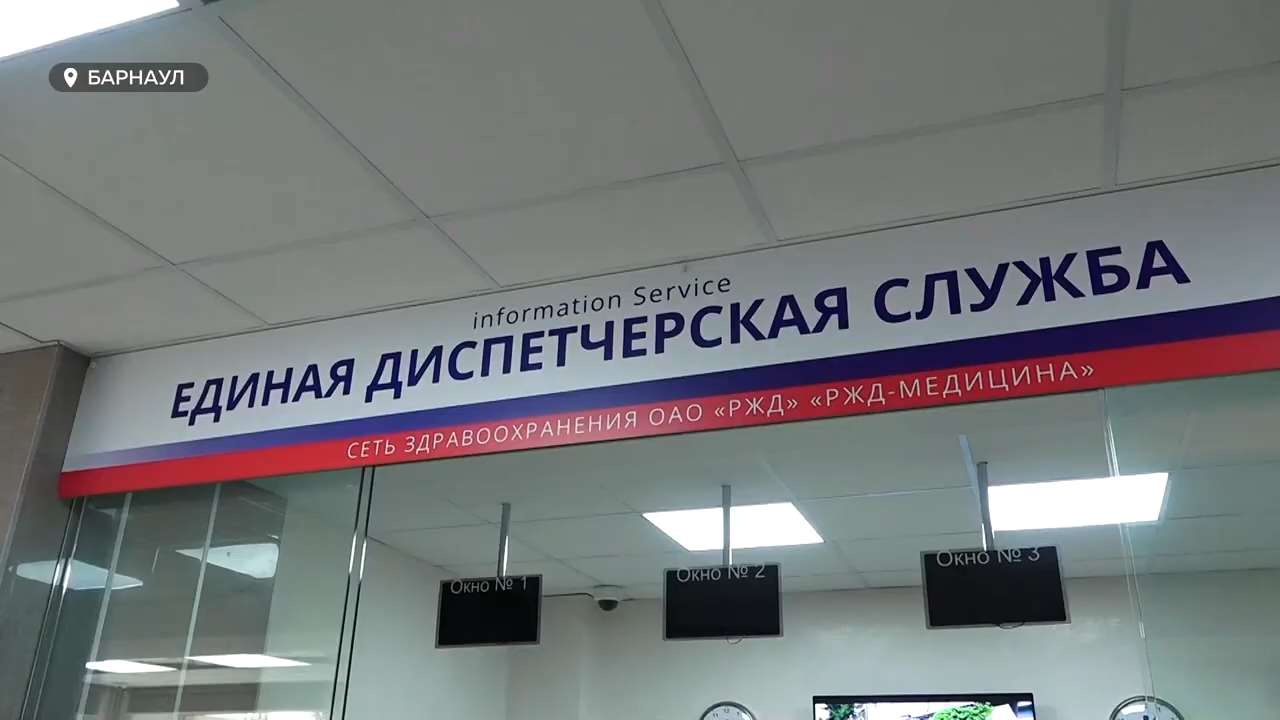 БАРНАУЛ
information Service
ЕДИНАЯ ДИСПЕТЧЕРСКАЯ СЛУЖБА
СЕТЬ ЗДРАВООХРАНЕНИЯ ОАО «РЖД» «РЖД-МЕДИЦИНА»
Окно № 1
Окно № 2
Окно № 3